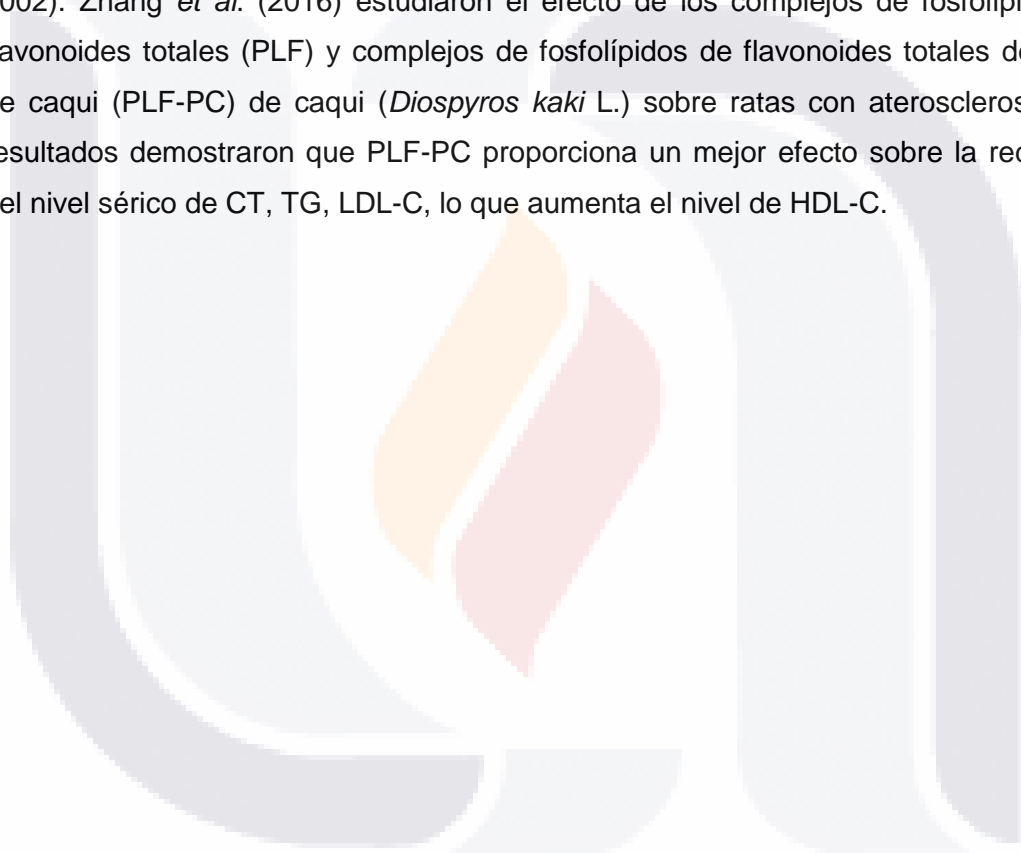 002). Zhang et al. (2016) estudiaron el efecto de los complejos de fosfolípi
avonoides totales (PLF) y complejos de fosfolípidos de flavonoides totales d
e caqui (PLF-PC) de caqui (Diospyros kaki L.) sobre ratas con ateroscleros
esultados demostraron que PLF-PC proporciona un mejor efecto sobre la re
el nivel sérico de CT, TG, LDL-C, lo que aumenta el nivel de HDL-C.